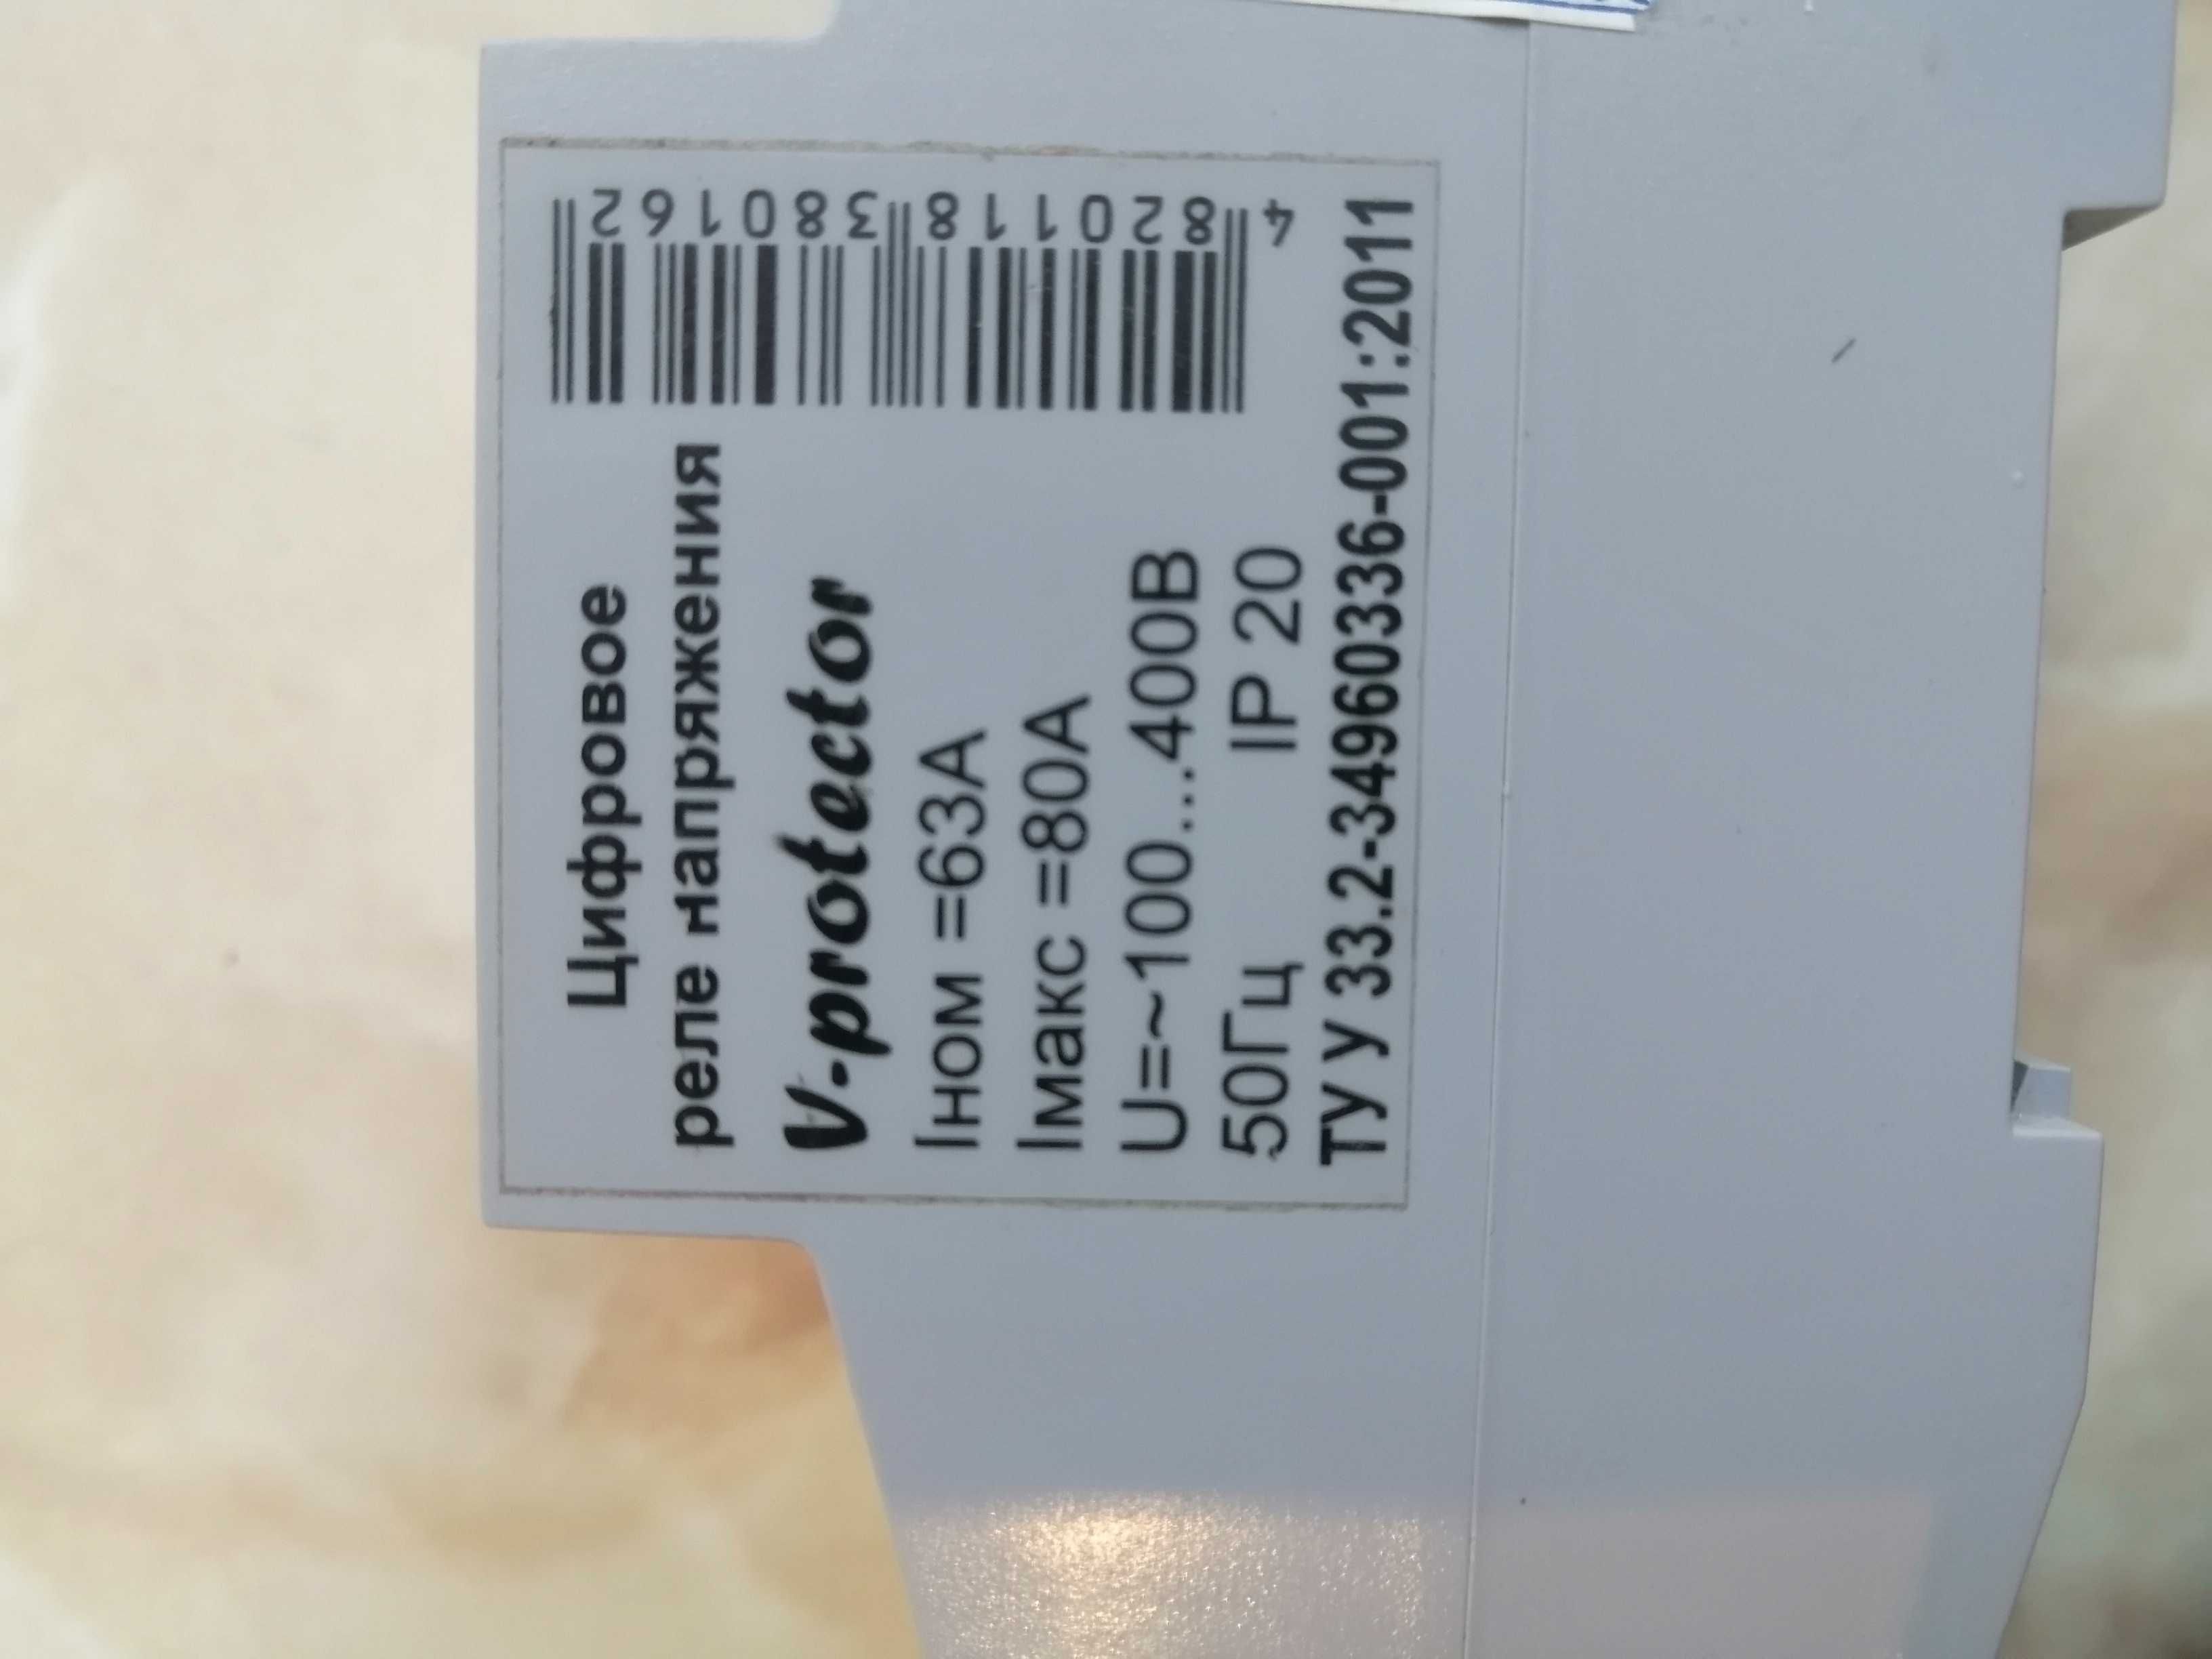 Цифровое
реле напряжения
V-protector
Iном =63А
Iмакс =80А
U=~100...400В
50Гц IP 20
ТУ У 33.2-34960336-001:2011
4 820118 380162